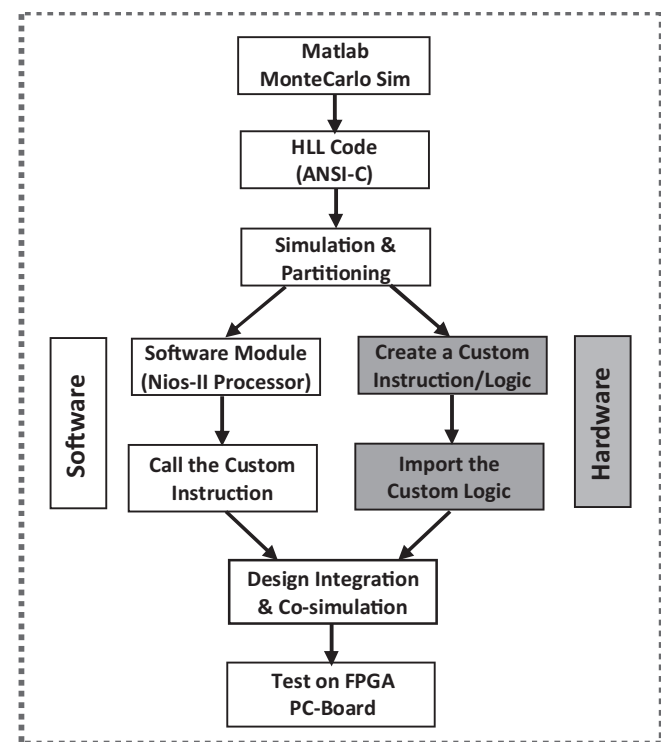 Matlab
MonteCarlo Sim
HLL Code
(ANSI-C)
Simulation &
Partitioning
Software
Software Module
(Nios-II Processor)
Create a Custom
Instruction/Logic
Hardware
Call the Custom
Instruction
Import the
Custom Logic
Design Integration
& Co-simulation
Test on FPGA
PC-Board